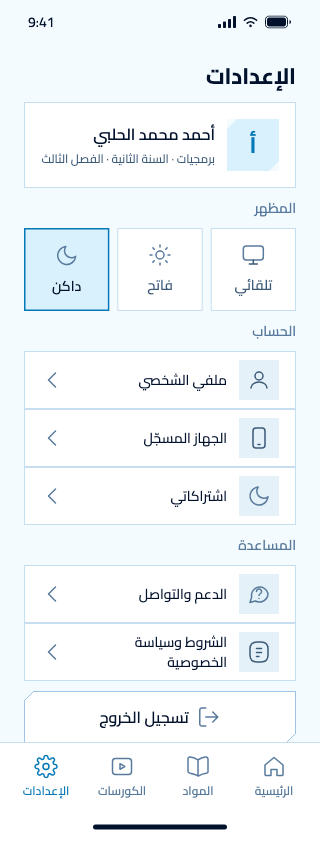 9:41
الإعدادات
أ
أحمد محمد الحلبي
برمجيات · السنة الثانية · الفصل الثالث
المظهر
تلقائي
فاتح
داكن
الحساب
ملفي الشخصي
الجهاز المسجّل
اشتراكاتي
المساعدة
الدعم والتواصل
الشروط وسياسة
الخصوصية
تسجيل الخروج
الرئيسية
المواد
الكورسات
الإعدادات